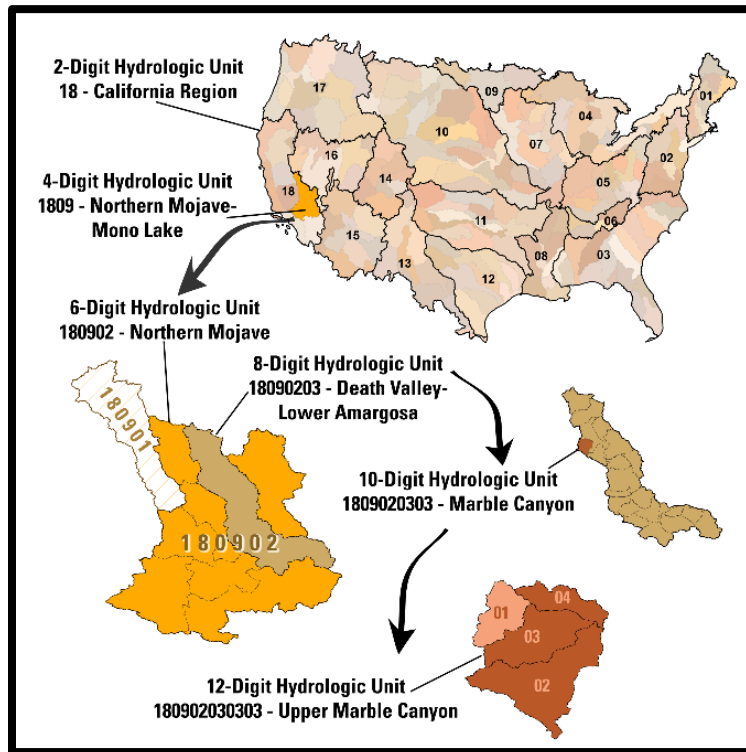 2-Digit Hydrologic Unit
18 - California Region
17
09
01
04
10
07
02
16
4-Digit Hydrologic Unit
1809 - Northern Mojave-
Mono Lake
18
14
05
11
06
15
13
08
03
12
6-Digit Hydrologic Unit
180902 - Northern Mojave
8-Digit Hydrologic Unit
18090203 - Death Valley-
Lower Amargosa
180901
10-Digit Hydrologic Unit
1809020303 - Marble Canyon
180902
04
01
03
02
12-Digit Hydrologic Unit
180902030303 - Upper Marble Canyon